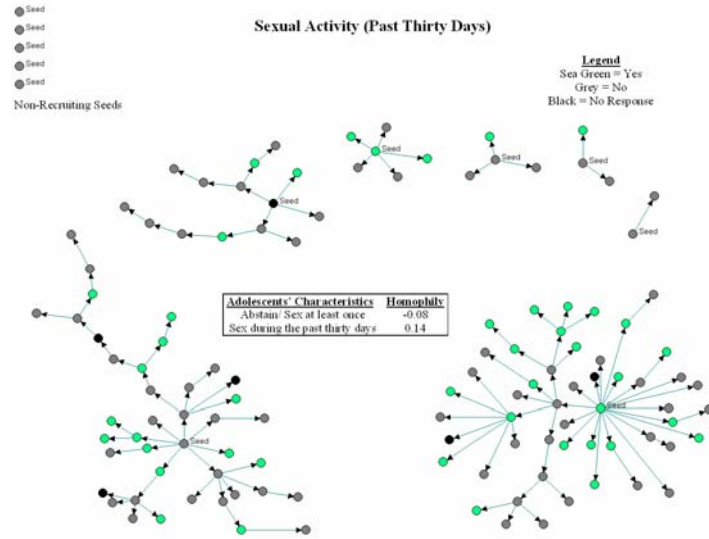 Seed
Seed
Seed
Seed
Seed
Non-Recruiting Seeds
Sexual Activity (Past Thirty Days)
Legend
Sea Green = Yes
Grey = No
Black = No Response
Seed
Seed
Seed
Seed
Seed
Adolescents' Characteristics Homophily
Abstain/ Sex at least once -0.08
Sex during the past thirty days 0.14
Seed
Seed